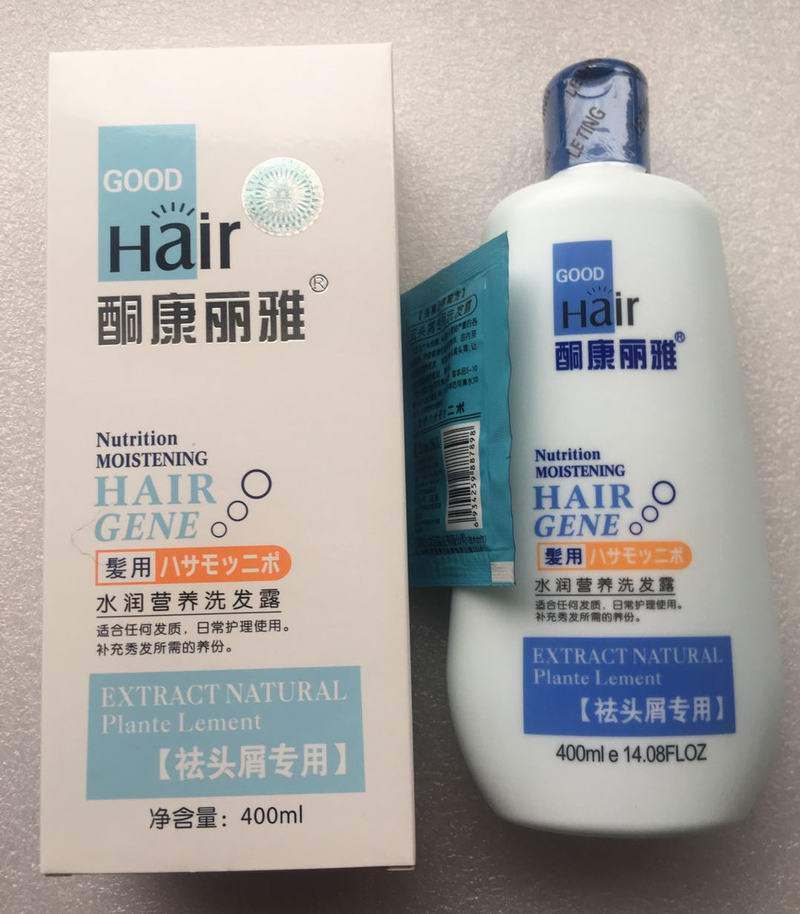 GOOD
Hair
酮康丽雅®
Nutrition
MOISTENING
HAIR
GENE
髪用 ハサモッニポ
水润营养洗发露
适合任何发质，日常护理使用。
补充秀发所需的养份。
EXTRACT NATURAL
Plante Lement
【祛头屑专用】
净含量：400ml
6934259887898
LETING
GOOD
Hair
酮康丽雅®
Nutrition
MOISTENING
HAIR
GENE
髪用 ハサモッニポ
水润营养洗发露
适合任何发质，日常护理使用。
补充秀发所需的养份。
EXTRACT NATURAL
Plante Lement
【祛头屑专用】
400ml e 14.08FLOZ